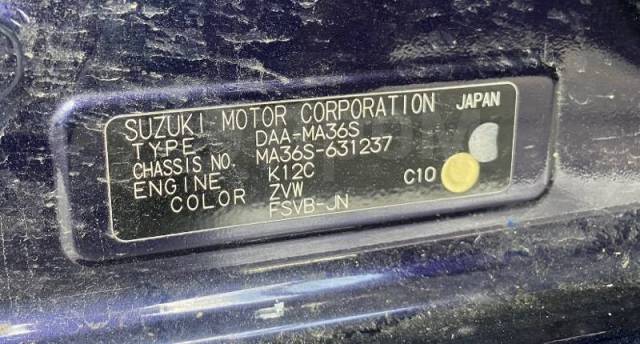 SUZUKI MOTOR CORPORATION JAPAN
TYPE DAA-MA36S
CHASSIS NO. MA36S-631237
ENGINE K12C C10
COLOR ZVW
FSVB-JN